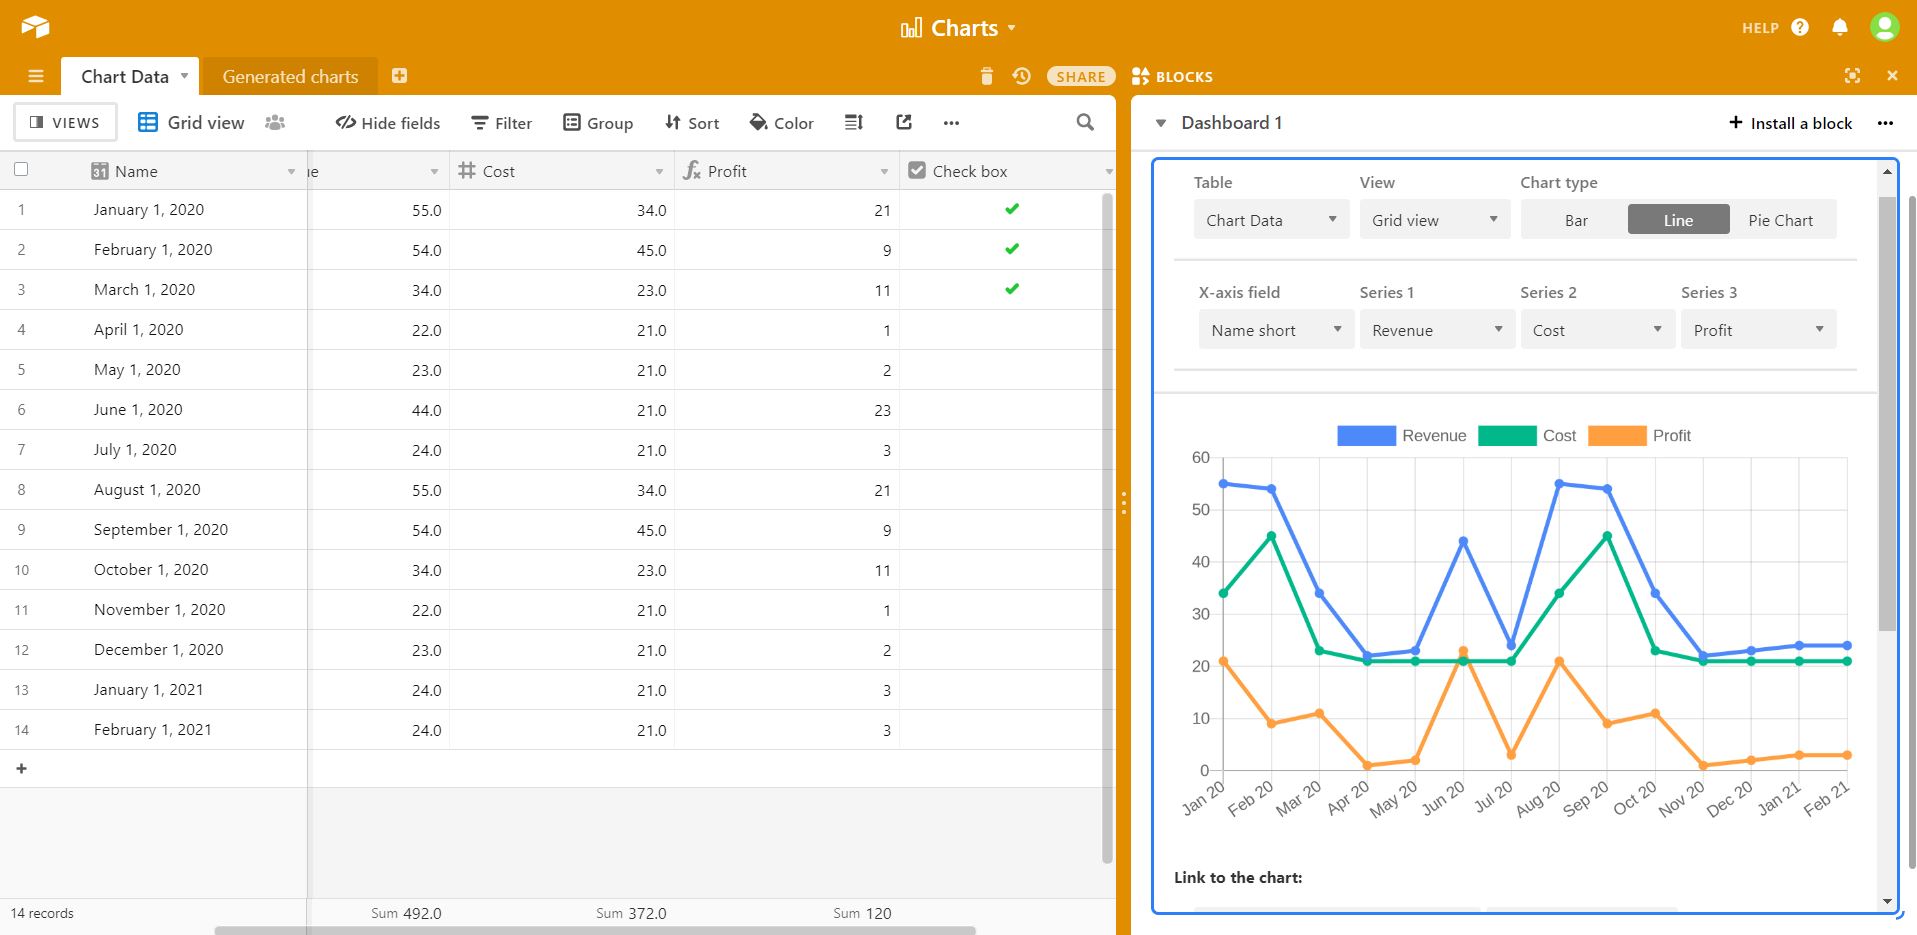 Charts
HELP
Chart Data
Generated charts
SHARE
BLOCKS
VIEWS
Grid view
Hide fields
Filter
Group
Sort
Color
Dashboard 1
Install a block
31 Name
ue
Cost
Profit
Check box
1 January 1, 2020 55.0 34.0 21
2 February 1, 2020 54.0 45.0 9
3 March 1, 2020 34.0 23.0 11
4 April 1, 2020 22.0 21.0 1
5 May 1, 2020 23.0 21.0 2
6 June 1, 2020 44.0 21.0 23
7 July 1, 2020 24.0 21.0 3
8 August 1, 2020 55.0 34.0 21
9 September 1, 2020 54.0 45.0 9
10 October 1, 2020 34.0 23.0 11
11 November 1, 2020 22.0 21.0 1
12 December 1, 2020 23.0 21.0 2
13 January 1, 2021 24.0 21.0 3
14 February 1, 2021 24.0 21.0 3
+
14 records Sum 492.0 Sum 372.0 Sum 120
Table View Chart type
Chart Data Grid view Bar Line Pie Chart
X-axis field Series 1 Series 2 Series 3
Name short Revenue Cost Profit
Revenue Cost Profit
60
50
40
30
20
10
0
Jan 20 Feb 20 Mar 20 Apr 20 May 20 Jun 20 Jul 20 Aug 20 Sep 20 Oct 20 Nov 20 Dec 20 Jan 21 Feb 21
Link to the chart: